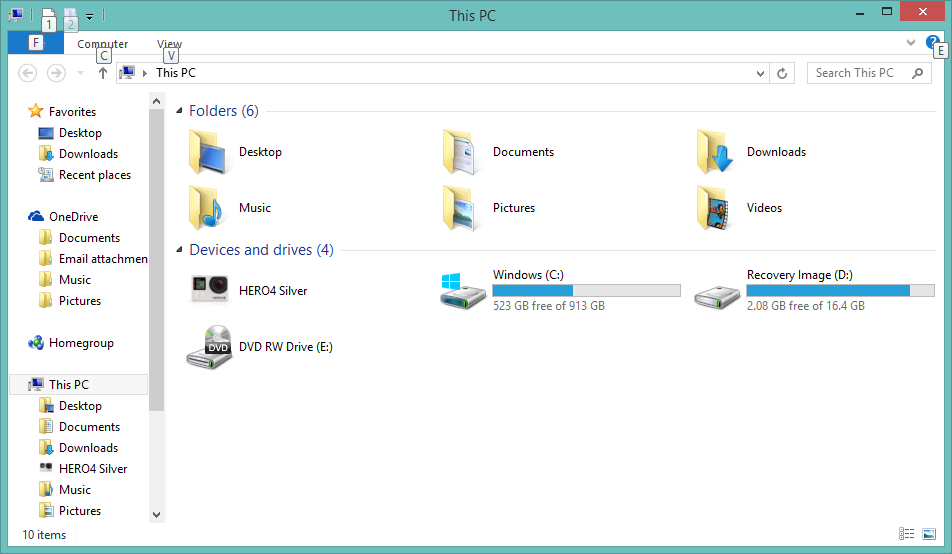 This PC
1
2
F
Computer
View
C
V
E
?
This PC
Search This PC
Favorites
Desktop
Downloads
Recent places
OneDrive
Documents
Email attachmen
Music
Pictures
Homegroup
This PC
Desktop
Documents
Downloads
HERO4 Silver
Music
Pictures
Folders (6)
Desktop
Documents
Downloads
Music
Pictures
Videos
Devices and drives (4)
HERO4 Silver
Windows (C:)
523 GB free of 913 GB
Recovery Image (D:)
2.08 GB free of 16.4 GB
DVD
DVD RW Drive (E:)
10 items